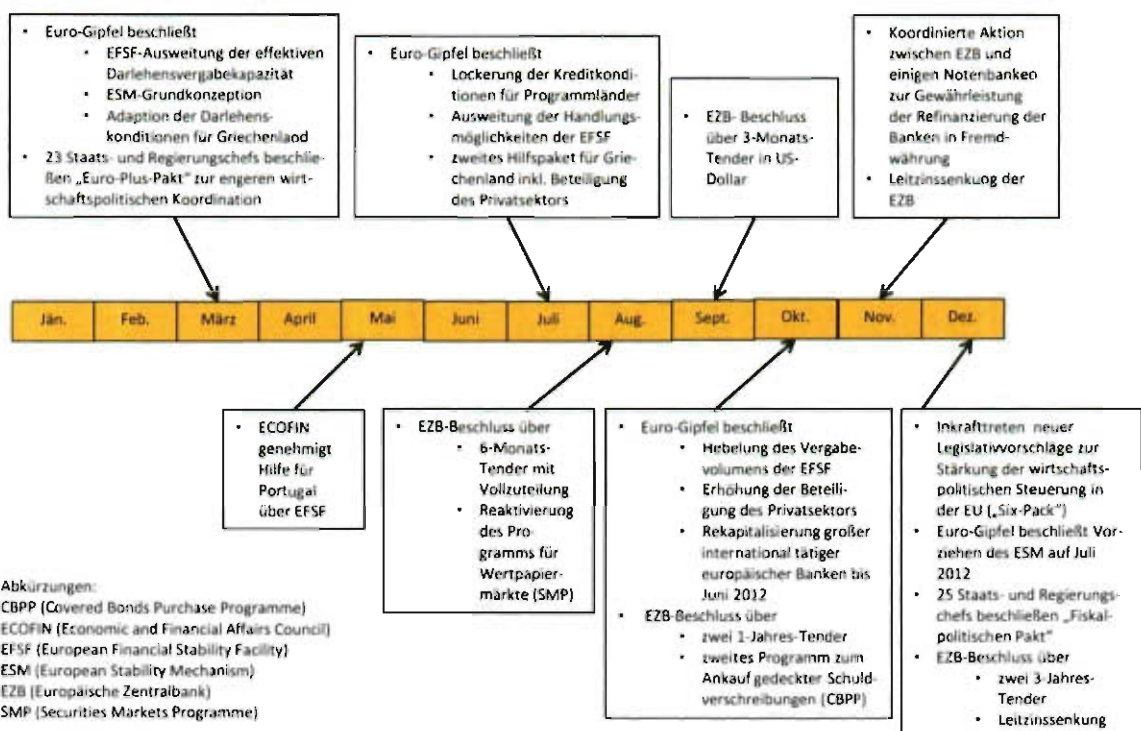 • Euro-Gipfel beschließt
• EFSF-Ausweitung der effektiven
Darlehensvergabekapazität
• ESM-Grundkonzeption
• Adaption der Darlehens-
konditionen für Griechenland
• 23 Staats- und Regierungschefs beschlie-
ßen „Euro-Plus-Pakt" zur engeren wirt-
schaftspolitischen Koordination
• Euro-Gipfel beschließt
• Lockerung der Kreditkondi-
tionen für Programmländer
• Ausweitung der Handlungs-
möglichkeiten der EFSF
• zweites Hilfspaket für Grie-
chenland inkl. Beteiligung
des Privatsektors
• EZB- Beschluss
über 3-Monats-
Tender in US-
Dollar
• Koordinierte Aktion
zwischen EZB und
einigen Notenbanken
zur Gewährleistung
der Refinanzierung der
Banken in Fremd-
währung
• Leitzinssenkung der
EZB
Jän. Feb. März April Mai Juni Juli Aug. Sept. Okt. Nov. Dez.
• ECOFIN
genehmigt
Hilfe für
Portugal
über EFSF
• EZB-Beschluss über
• 6-Monats-
Tender mit
Vollzuteilung
• Reaktivierung
des Pro-
gramms für
Wertpapier-
märkte (SMP)
• Euro-Gipfel beschließt
• Hebelung des Vergabe-
volumens der EFSF
• Erhöhung der Beteili-
gung des Privatsektors
• Rekapitalisierung großer
international tätiger
europäischer Banken bis
Juni 2012
• EZB-Beschluss über
• zwei 1-Jahres-Tender
• zweites Programm zum
Ankauf gedeckter Schuld-
verschreibungen (CBPP)
• Inkrafttreten neuer
Legislativvorschläge zur
Stärkung der wirtschafts-
politischen Steuerung in
der EU („Six-Pack")
• Euro-Gipfel beschließt Vor-
ziehen des ESM auf Juli
2012
• 25 Staats- und Regierungs-
chefs beschließen „Fiskal-
politischen Pakt"
• EZB-Beschluss über
• zwei 3-Jahres-
Tender
• Leitzinssenkung
Abkürzungen:
CBPP (Covered Bonds Purchase Programme)
ECOFIN (Economic and Financial Affairs Council)
EFSF (European Financial Stability Facility)
ESM (European Stability Mechanism)
EZB (Europäische Zentralbank)
SMP (Securities Markets Programme)